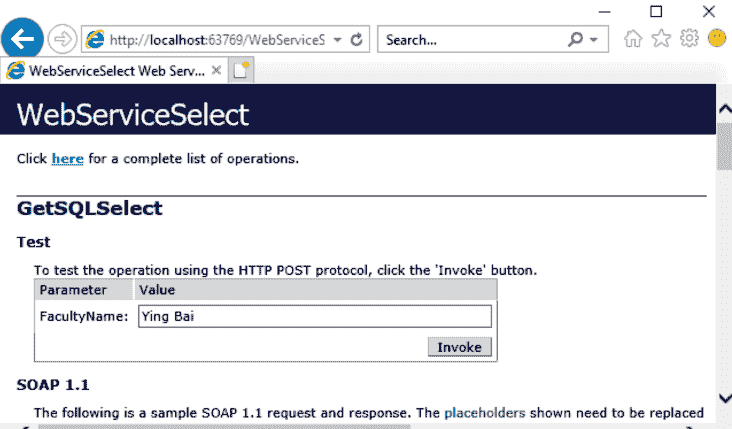 http://localhost:63769/WebServiceS
Search...
WebServiceSelect Web Serv...
WebServiceSelect
Click here for a complete list of operations.
GetSQLSelect
Test
To test the operation using the HTTP POST protocol, click the 'Invoke' button.
Parameter Value
FacultyName: Ying Bai
Invoke
SOAP 1.1
The following is a sample SOAP 1.1 request and response. The placeholders shown need to be replaced